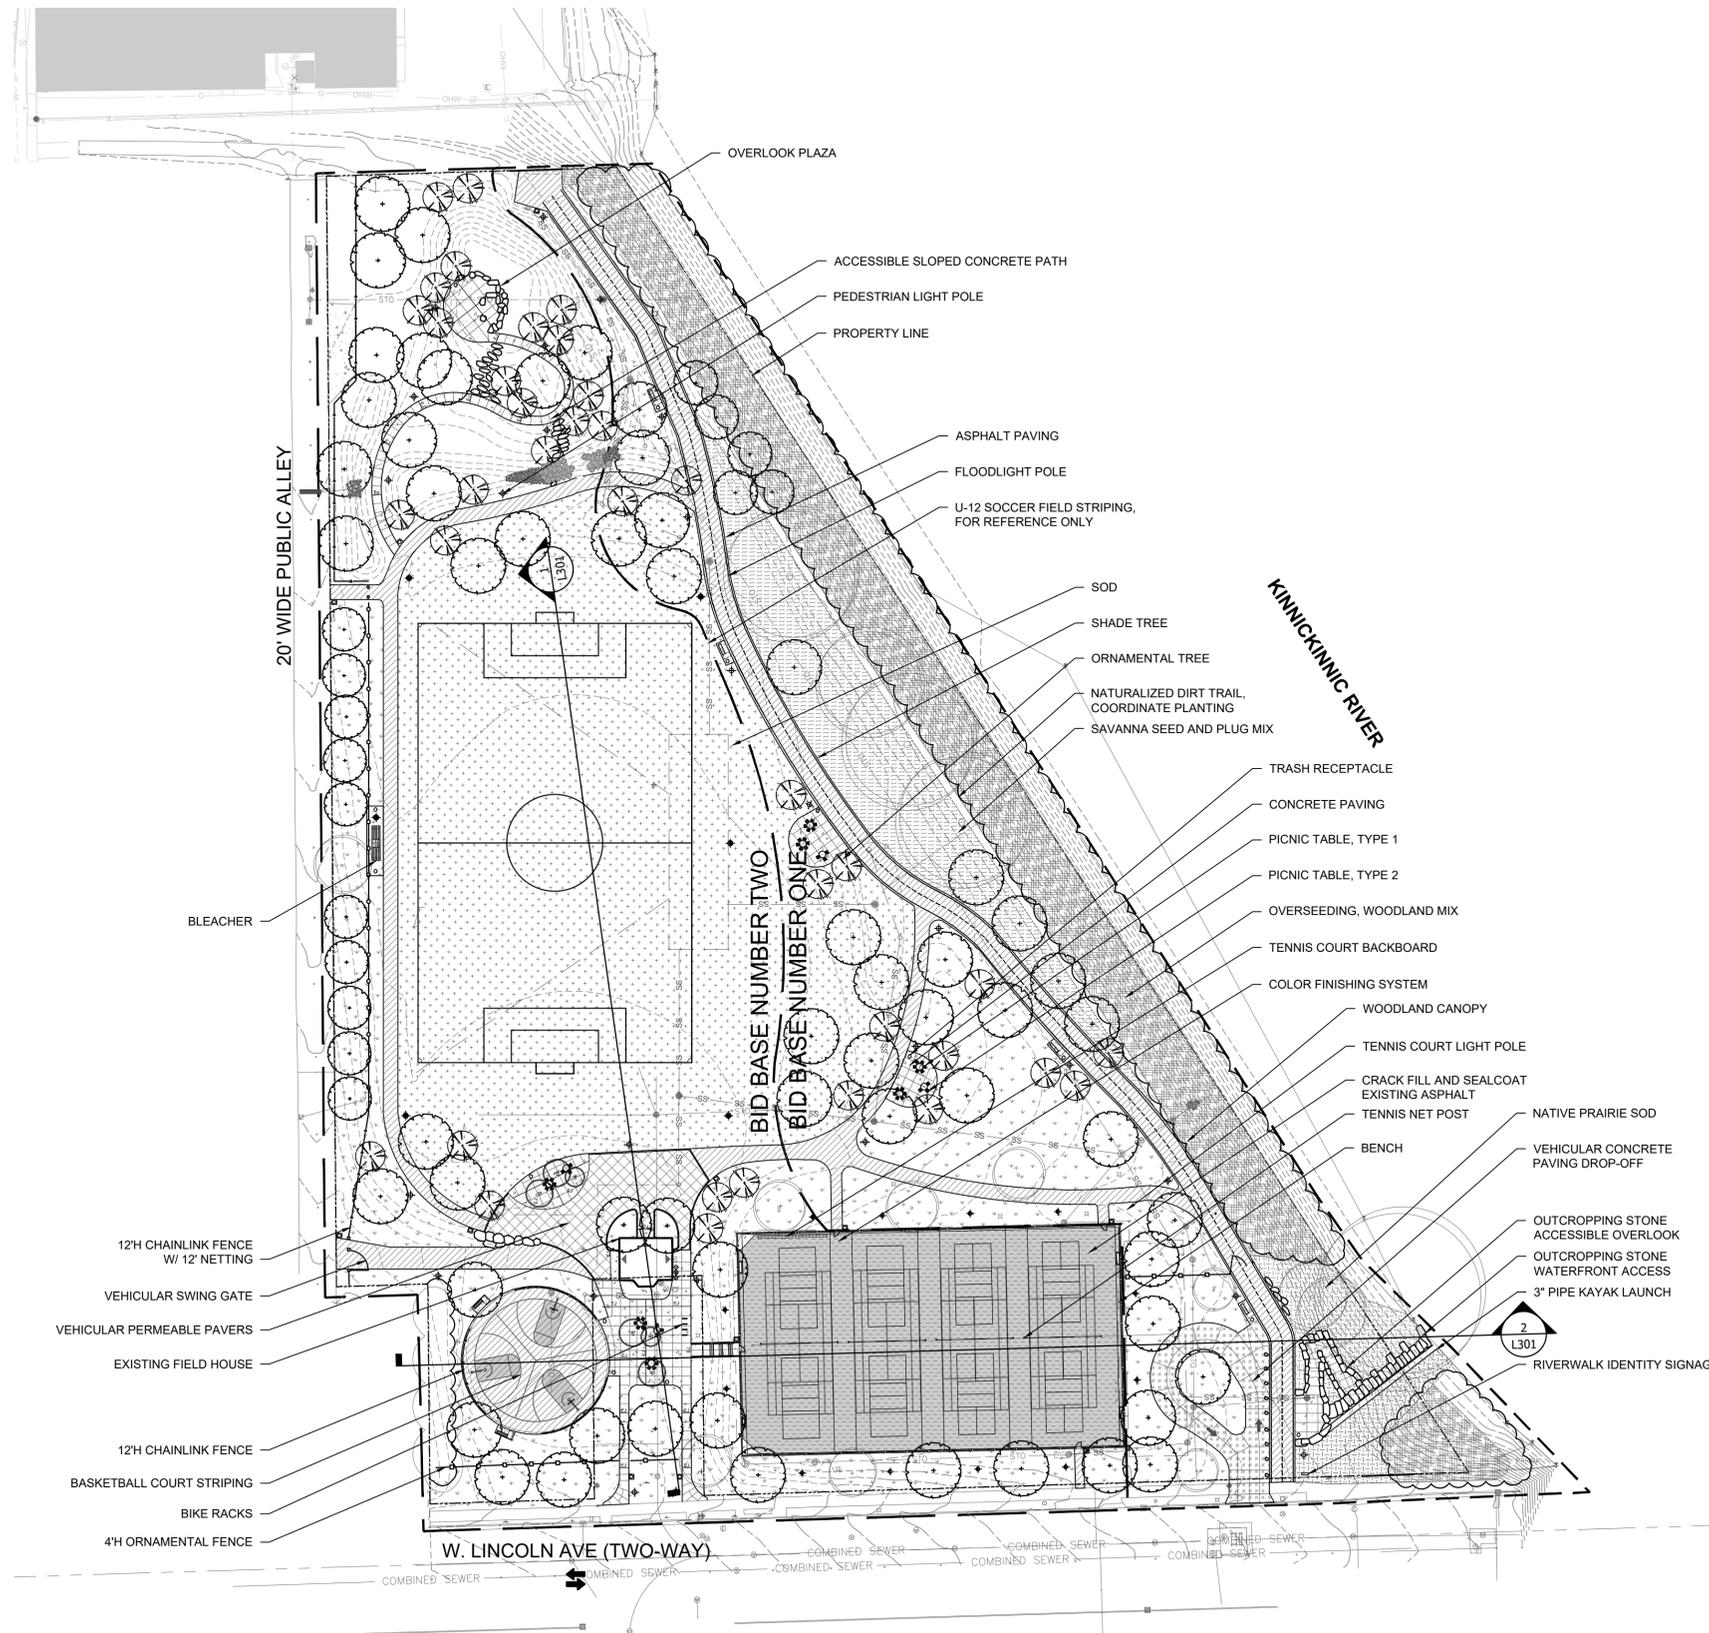 OVERLOOK PLAZA
ACCESSIBLE SLOPED CONCRETE PATH
PEDESTRIAN LIGHT POLE
PROPERTY LINE
ASPHALT PAVING
FLOODLIGHT POLE
U-12 SOCCER FIELD STRIPING,
FOR REFERENCE ONLY
SOD
SHADE TREE
ORNAMENTAL TREE
NATURALIZED DIRT TRAIL,
COORDINATE PLANTING
SAVANNA SEED AND PLUG MIX
TRASH RECEPTACLE
CONCRETE PAVING
PICNIC TABLE, TYPE 1
PICNIC TABLE, TYPE 2
OVERSEEDING, WOODLAND MIX
TENNIS COURT BACKBOARD
COLOR FINISHING SYSTEM
WOODLAND CANOPY
TENNIS COURT LIGHT POLE
CRACK FILL AND SEALCOAT
EXISTING ASPHALT
TENNIS NET POST
BENCH
NATIVE PRAIRIE SOD
VEHICULAR CONCRETE
PAVING DROP-OFF
OUTCROPPING STONE
ACCESSIBLE OVERLOOK
OUTCROPPING STONE
WATERFRONT ACCESS
3" PIPE KAYAK LAUNCH
2
L301
RIVERWALK IDENTITY SIGNAG
KINNICKINNIC RIVER
20' WIDE PUBLIC ALLEY
1
L301
BID BASE NUMBER TWO
BID BASE NUMBER ONE
BLEACHER
12'H CHAINLINK FENCE
W/ 12' NETTING
VEHICULAR SWING GATE
VEHICULAR PERMEABLE PAVERS
EXISTING FIELD HOUSE
12'H CHAINLINK FENCE
BASKETBALL COURT STRIPING
BIKE RACKS
4'H ORNAMENTAL FENCE
W. LINCOLN AVE (TWO-WAY)
COMBINED SEWER
COMBINED SEWER
COMBINED SEWER
COMBINED SEWER
COMBINED SEWER
COMBINED SEWER
COMBINED SEWER